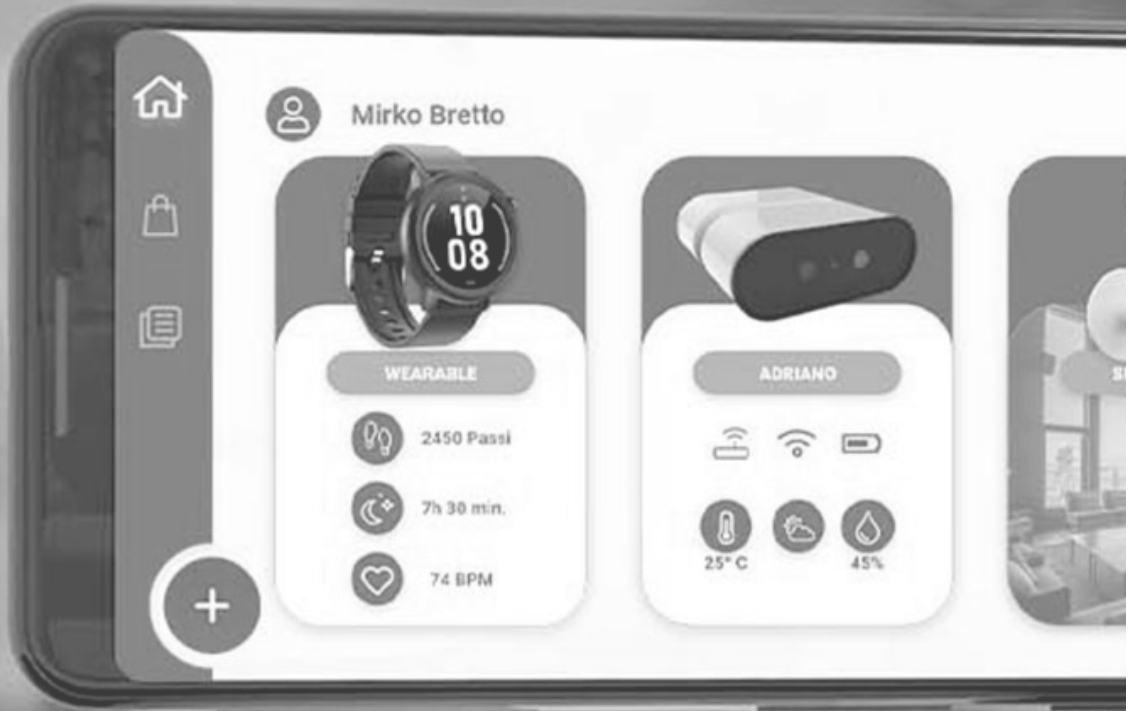 Mirko Bretto
10
08
WEARABLE
2450 Passi
7h 30 min.
74 BPM
ADRIANO
25° C
45%